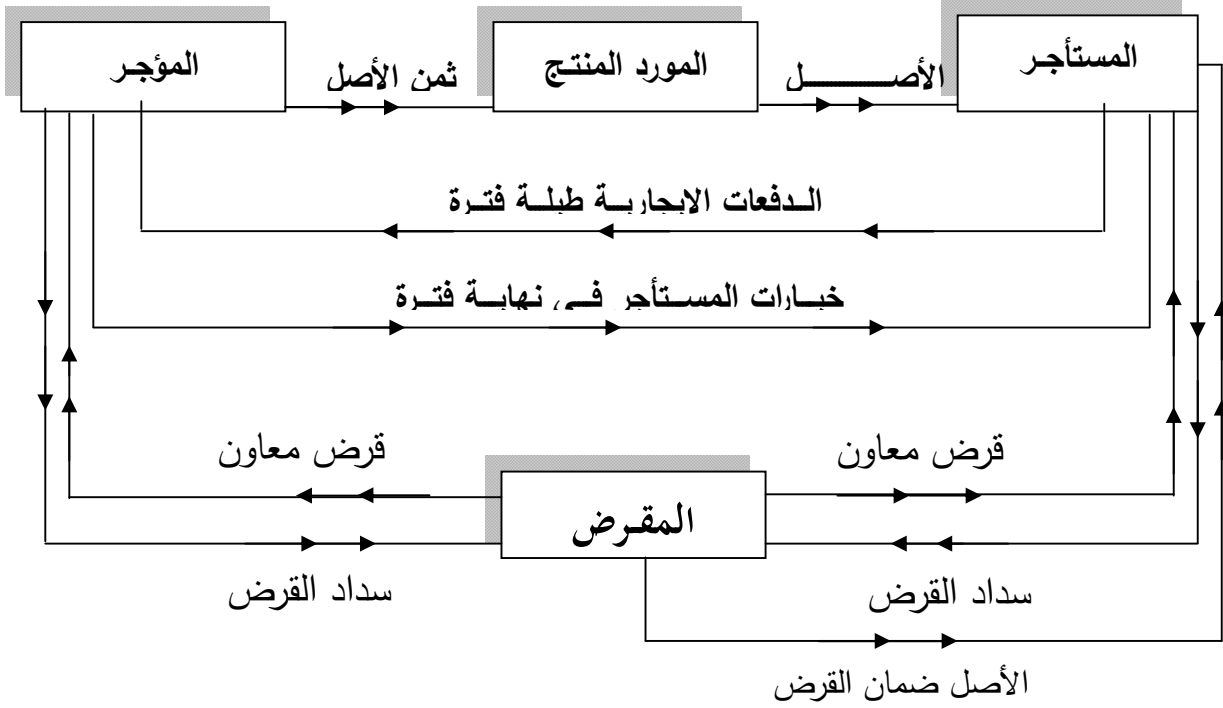 المستأجر
المورد المنتج
المؤجر
الأصل
ثمن الأصل
الدفعات الايجارية طيلة فترة
خيارات المستأجر في نهاية فترة
قرض معاون
قرض معاون
المقرض
سداد القرض
سداد القرض
الأصل ضمان القرض